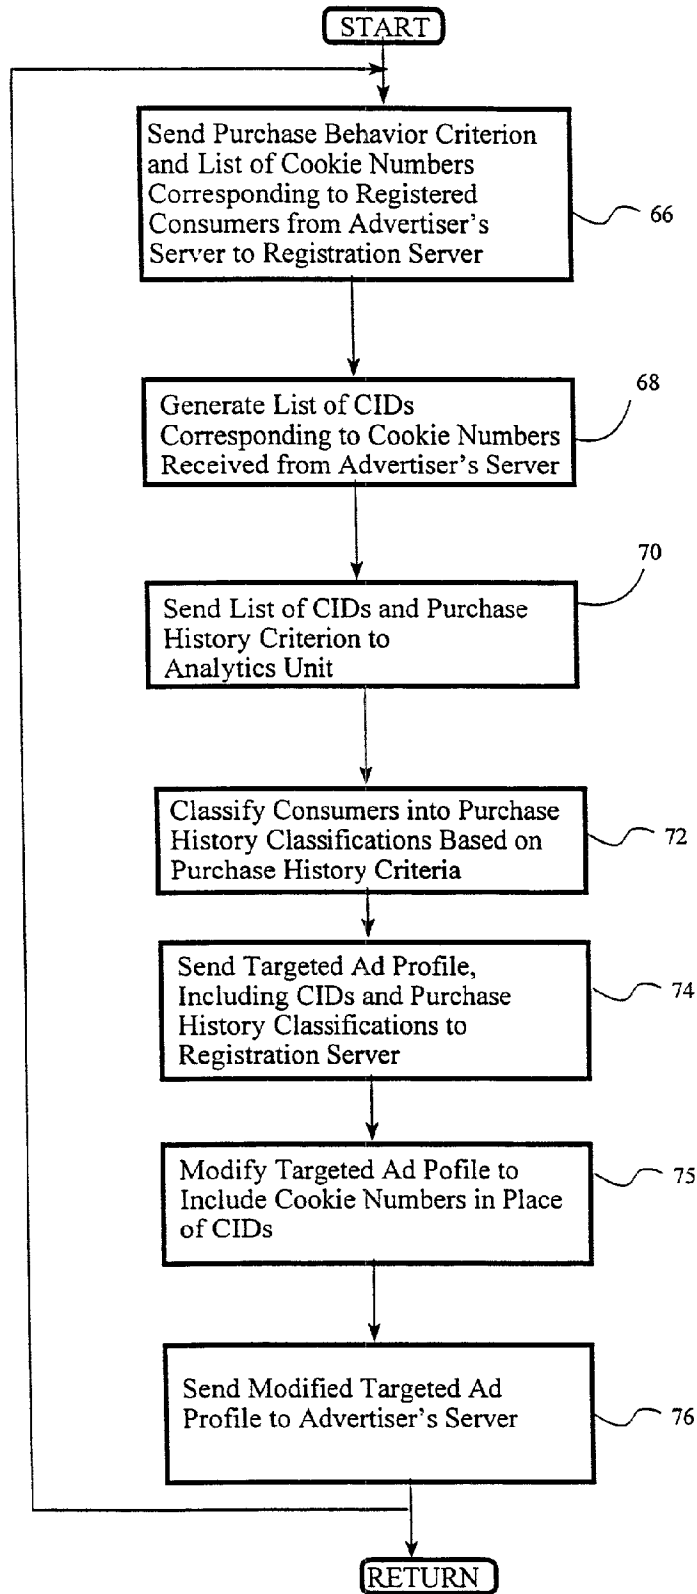 START
Send Purchase Behavior Criterion
and List of Cookie Numbers
Corresponding to Registered
Consumers from Advertiser's
Server to Registration Server
66
Generate List of CIDs
Corresponding to Cookie Numbers
Received from Advertiser's Server
68
Send List of CIDs and Purchase
History Criterion to
Analytics Unit
70
Classify Consumers into Purchase
History Classifications Based on
Purchase History Criteria
72
Send Targeted Ad Profile,
Including CIDs and Purchase
History Classifications to
Registration Server
74
Modify Targeted Ad Pofile to
Include Cookie Numbers in Place
of CIDs
75
Send Modified Targeted Ad
Profile to Advertiser's Server
76
RETURN